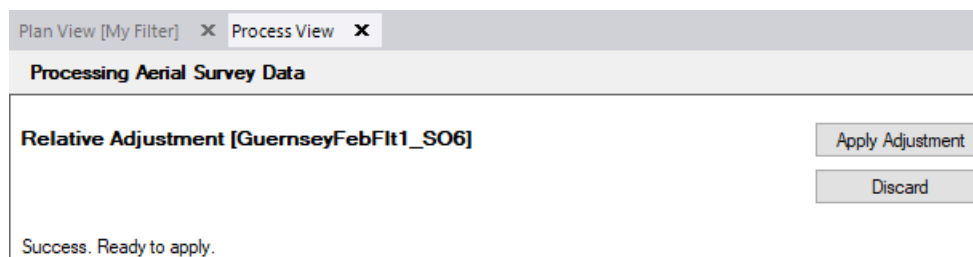 Plan View [My Filter] X Process View X
Processing Aerial Survey Data
Relative Adjustment [GuernseyFebFlt1_SO6]
Apply Adjustment
Discard
Success. Ready to apply.